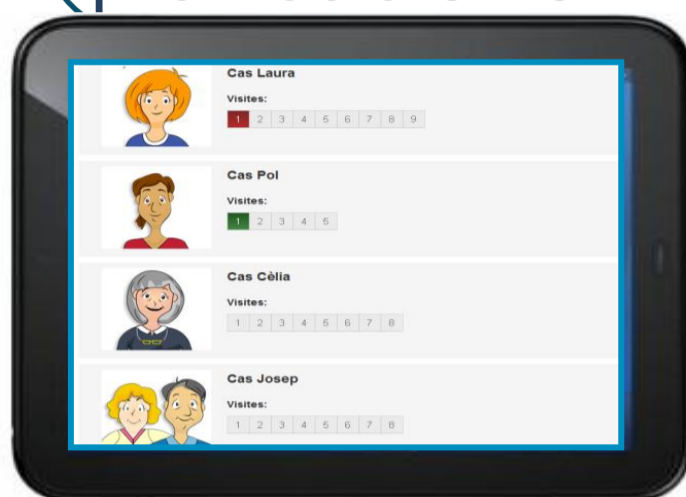 Cas Laura
Visites:
1 2 3 4 5 6 7 8 9
Cas Pol
Visites:
1 2 3 4 5
Cas Cèlia
Visites:
1 2 3 4 5 6 7 8
Cas Josep
Visites:
1 2 3 4 5 6 7 8